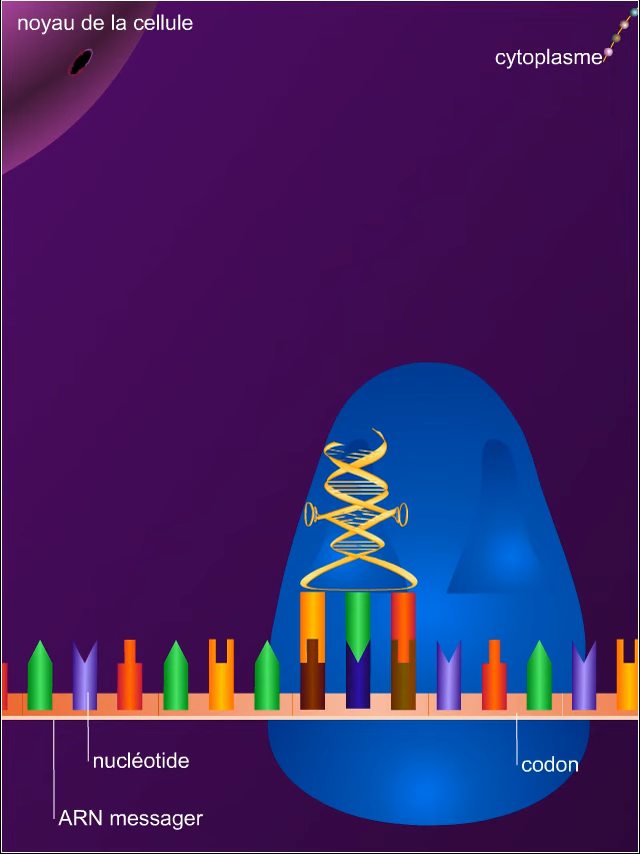 noyau de la cellule
cytoplasme
nucléotide
codon
ARN messager